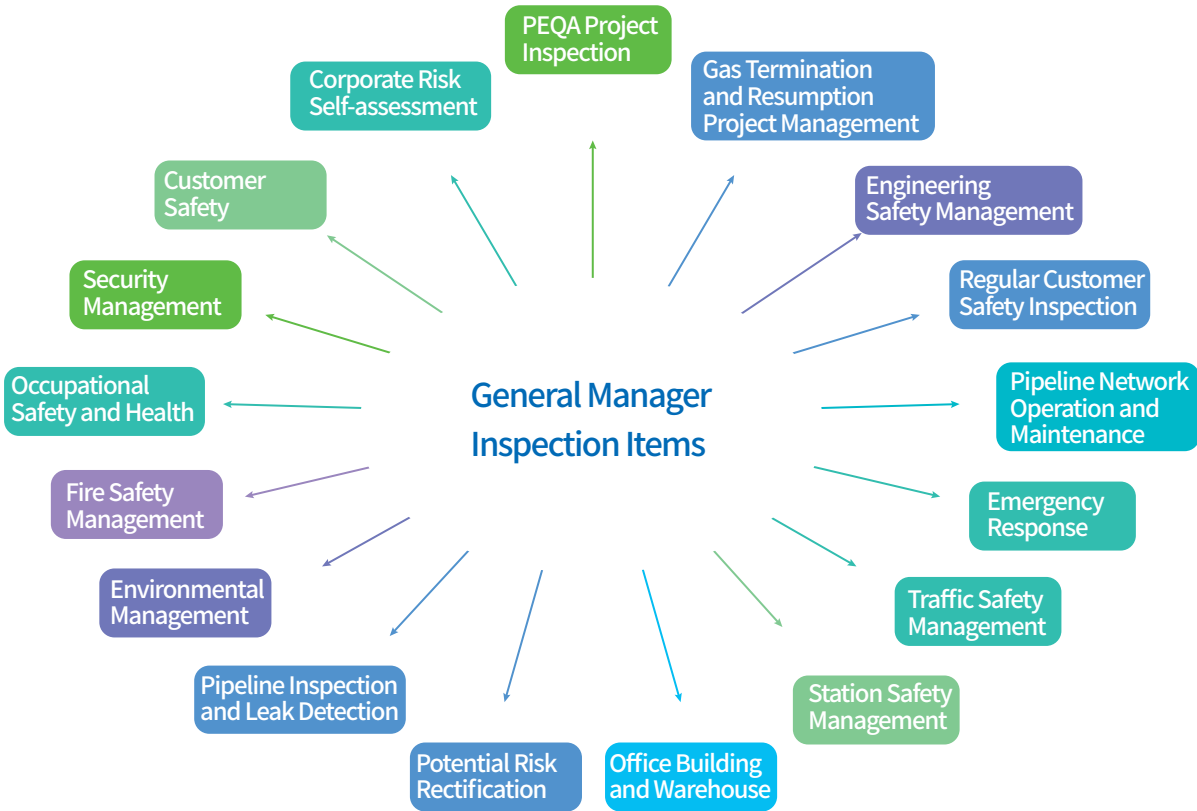 PEQA Project
Inspection
Gas Termination
and Resumption
Project Management
Engineering
Safety Management
Regular Customer
Safety Inspection
Pipeline Network
Operation and
Maintenance
Emergency
Response
Traffic Safety
Management
Station Safety
Management
Office Building
and Warehouse
Potential Risk
Rectification
Pipeline Inspection
and Leak Detection
Environmental
Management
Fire Safety
Management
Occupational
Safety and Health
Security
Management
Customer
Safety
Corporate Risk
Self-assessment
General Manager
Inspection Items